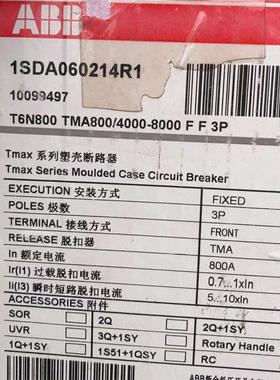 ABB
1SDA060214R1
10099497
T6N800 TMA800/4000-8000 F F 3P
Tmax 系列塑壳断路器
Tmax Series Moulded Case Circuit Breaker
EXECUTION 安装方式 FIXED
POLES 极数 3P
TERMINAL 接线方式 FRONT
RELEASE 脱扣器 TMA
In 额定电流 800A
Ir(I1) 过载脱扣电流 0.7...1xIn
Ii(I3) 瞬时短路脱扣电流 5...10xIn
ACCESSORIES 附件
SOR 2Q 2Q+1SY
UVR 3Q+1SY Rotary Handle
1Q+1SY 1S51+1QSY RC